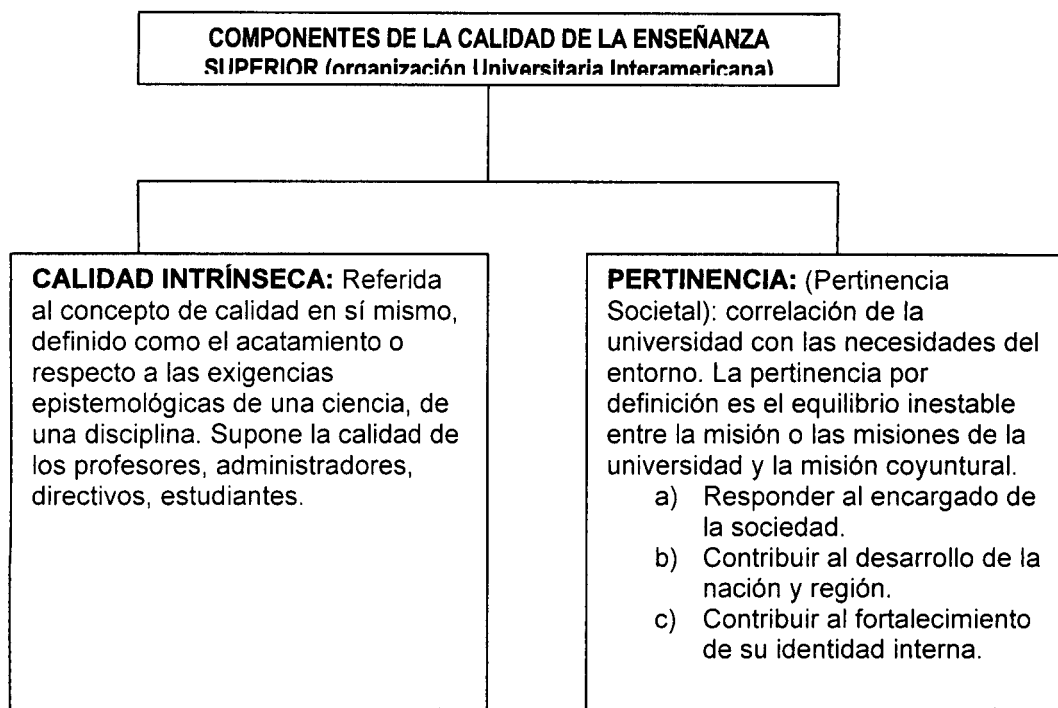 COMPONENTES DE LA CALIDAD DE LA ENSEÑANZA
SUPERIOR (organización Universitaria Interamericana)
CALIDAD INTRÍNSECA: Referida
al concepto de calidad en sí mismo,
definido como el acatamiento o
respecto a las exigencias
epistemológicas de una ciencia, de
una disciplina. Supone la calidad de
los profesores, administradores,
directivos, estudiantes.
PERTINENCIA: (Pertinencia
Societal): correlación de la
universidad con las necesidades del
entorno. La pertinencia por
definición es el equilibrio inestable
entre la misión o las misiones de la
universidad y la misión coyuntural.
a) Responder al encargado de
la sociedad.
b) Contribuir al desarrollo de la
nación y región.
c) Contribuir al fortalecimiento
de su identidad interna.